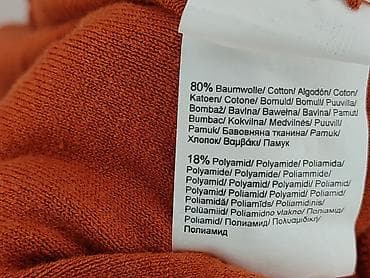 80% Baumwolle/ Cotton/ Algodón/ Coton/
Katoen/ Cotone/ Bomuld/ Bomull/ Puuvilla/
Bombaž/ Bavlna/ Bawełna/ Bavlna/ Pamut/
Bumbac/ Kokvilna/ Medvilnės/ Puuvill/
Pamuk/ Бавовняна тканина/ Pamuk/
Хлопок/ Βαμβάκι/ Памук
18% Polyamid/ Polyamide/ Poliamida/
Polyamide/ Polyamide/ Poliammide/
Polyamid/ Polyamid/ Polyamidi/
Poliamid/ Polyamid/ Poliamid/ Polyamid/
Poliamid/ Poliamidă/ Poliamīds/ Poliamidinis/
Polüamiid/ Poliamidno vlakno/ Полиамид/
Poliamid/ Полиамид/ Πολυαμίδιο/
Полиамид